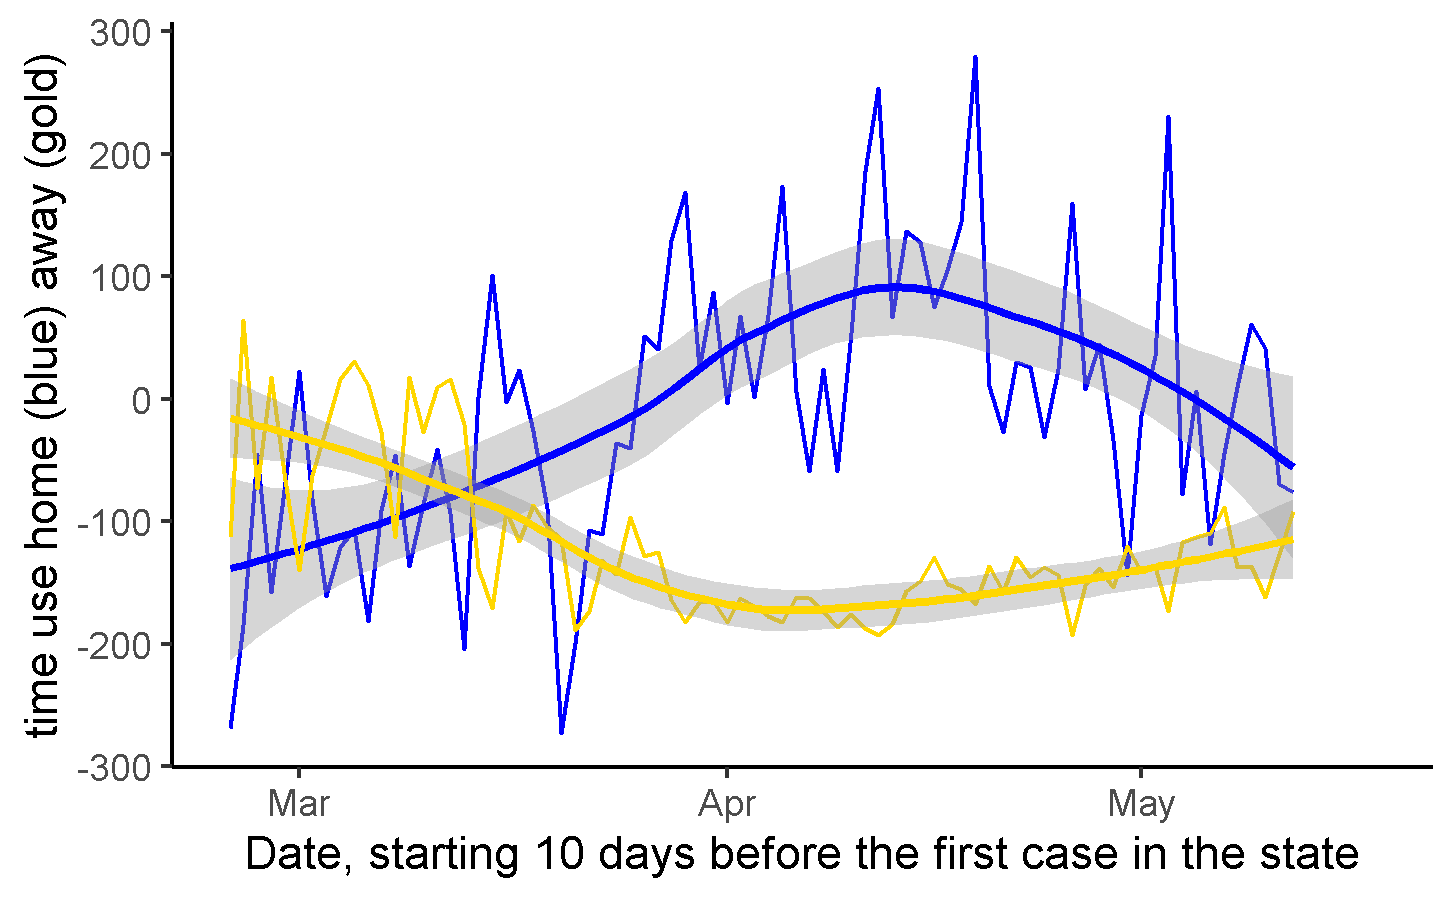 time use home (blue) away (gold)
300
200
100
0
-100
-200
-300
Mar
Apr
May
Date, starting 10 days before the first case in the state